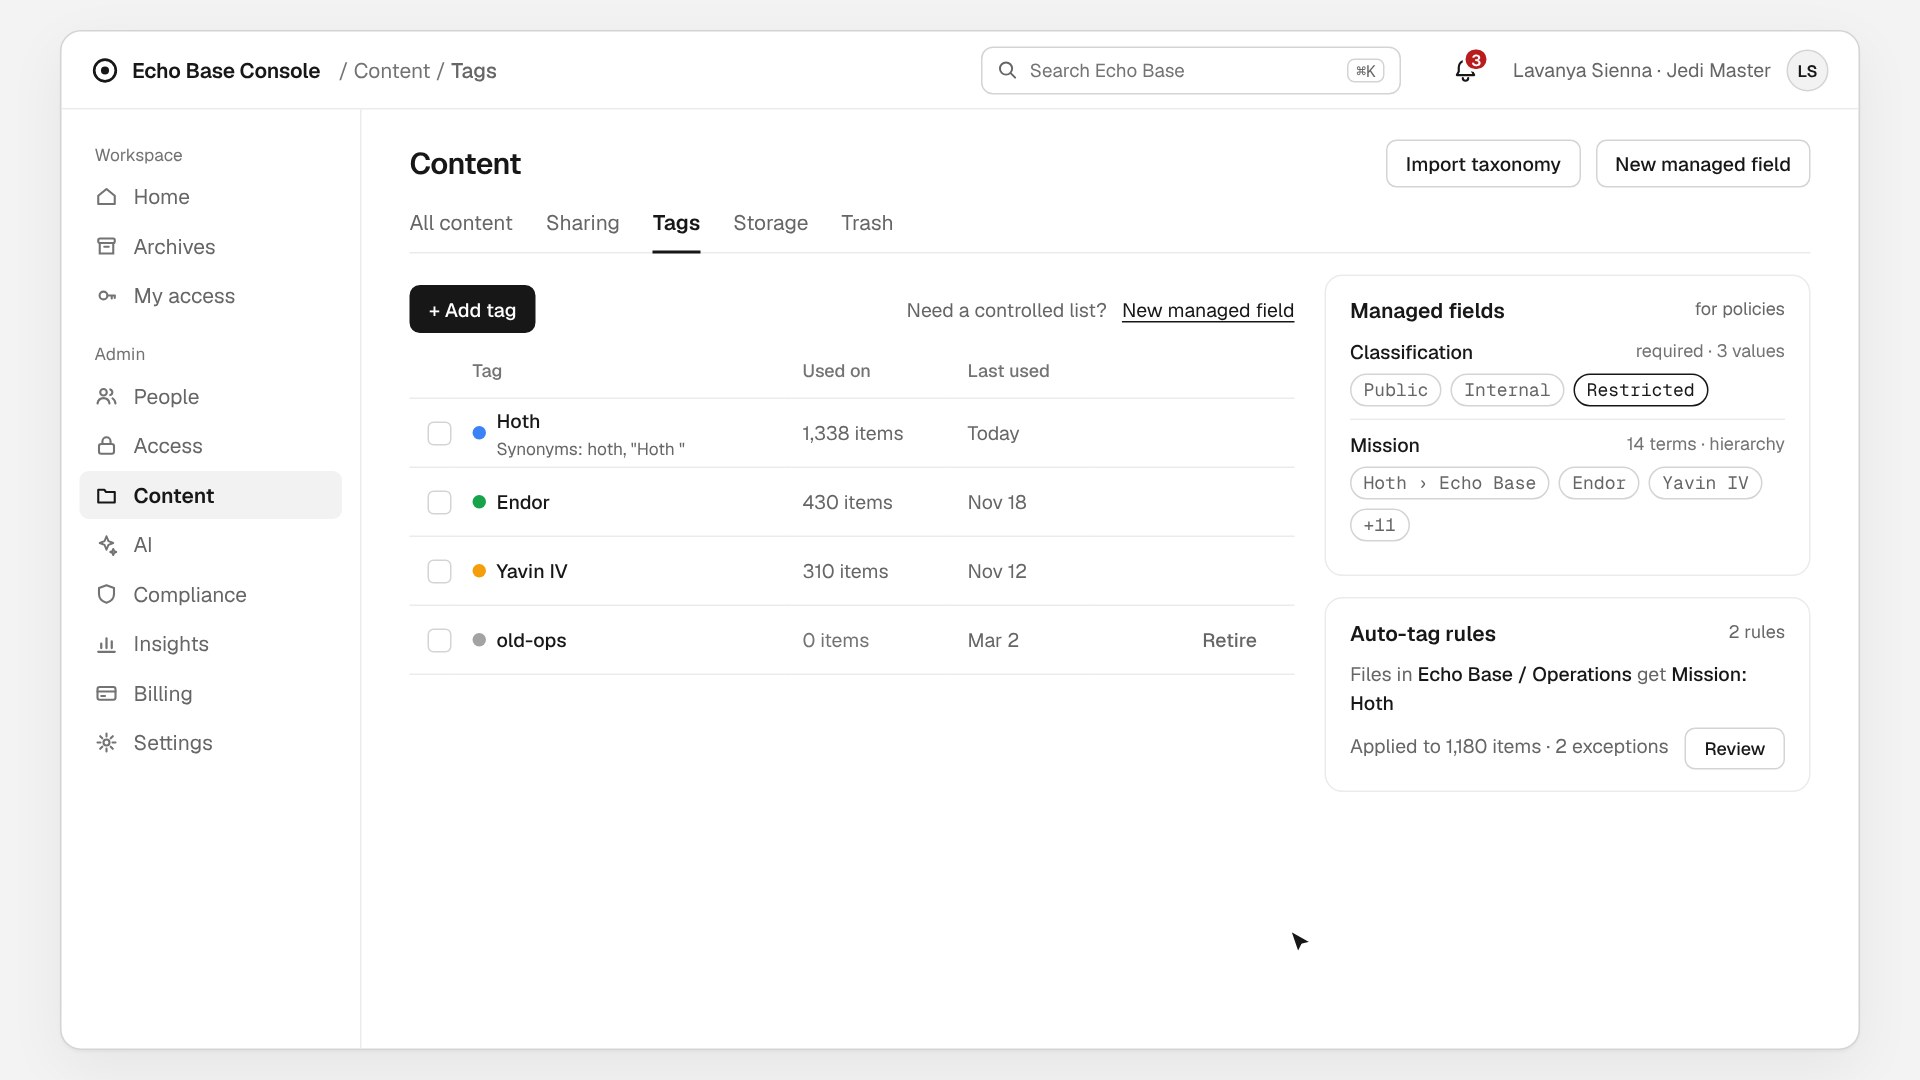 Echo Base Console / Content / Tags
Search Echo Base ⌘K
3
Lavanya Sienna · Jedi Master LS
Workspace
Home
Archives
My access
Admin
People
Access
Content
AI
Compliance
Insights
Billing
Settings
Content
Import taxonomy New managed field
All content Sharing Tags Storage Trash
+ Add tag Need a controlled list? New managed field
Tag Used on Last used
Hoth 1,338 items Today
Synonyms: hoth, "Hoth "
Endor 430 items Nov 18
Yavin IV 310 items Nov 12
old-ops 0 items Mar 2 Retire
Managed fields for policies
Classification required · 3 values
Public Internal Restricted
Mission 14 terms · hierarchy
Hoth › Echo Base Endor Yavin IV
+11
Auto-tag rules 2 rules
Files in Echo Base / Operations get Mission:
Hoth
Applied to 1,180 items · 2 exceptions Review